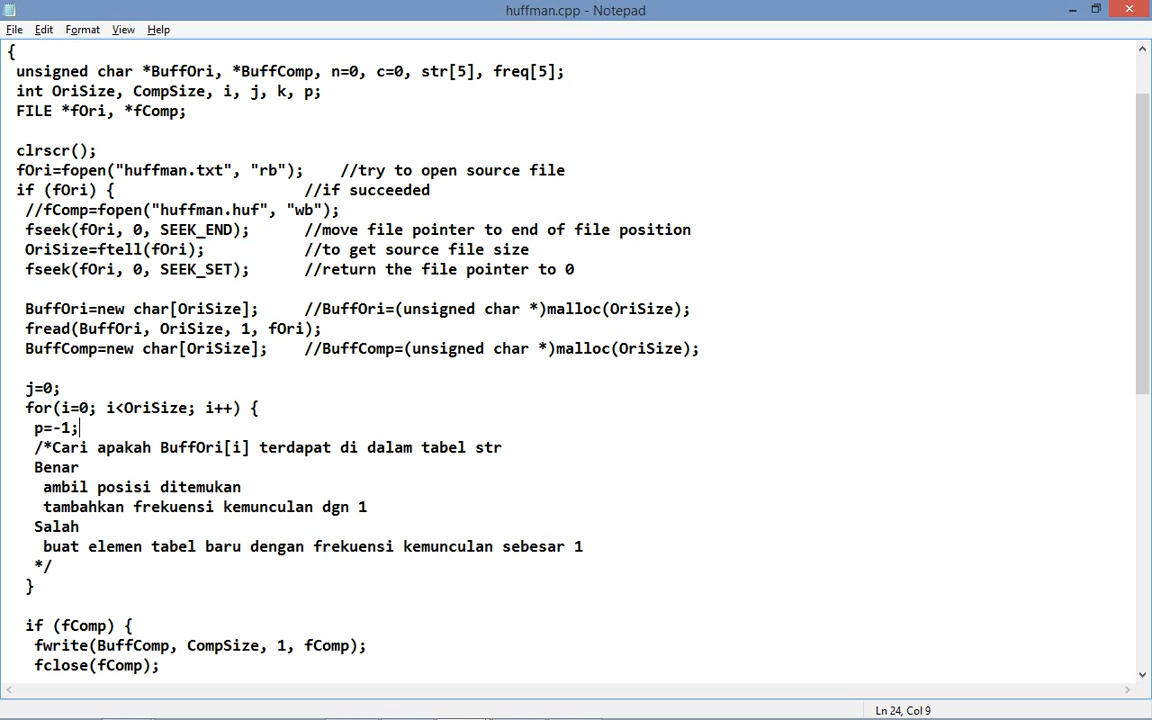 huffman.cpp - Notepad
File Edit Format View Help
{
unsigned char *BuffOri, *BuffComp, n=0, c=0, str[5], freq[5];
int OriSize, CompSize, i, j, k, p;
FILE *fOri, *fComp;
clrscr();
fOri=fopen("huffman.txt", "rb"); //try to open source file
if (fOri) { //if succeeded
//fComp=fopen("huffman.huf", "wb");
fseek(fOri, 0, SEEK_END); //move file pointer to end of file position
OriSize=ftell(fOri); //to get source file size
fseek(fOri, 0, SEEK_SET); //return the file pointer to 0
BuffOri=new char[OriSize]; //BuffOri=(unsigned char *)malloc(OriSize);
fread(BuffOri, OriSize, 1, fOri);
BuffComp=new char[OriSize]; //BuffComp=(unsigned char *)malloc(OriSize);
j=0;
for(i=0; i<OriSize; i++) {
p=-1;
/*Cari apakah BuffOri[i] terdapat di dalam tabel str
Benar
ambil posisi ditemukan
tambahkan frekuensi kemunculan dgn 1
Salah
buat elemen tabel baru dengan frekuensi kemunculan sebesar 1
*/
}
if (fComp) {
fwrite(BuffComp, CompSize, 1, fComp);
fclose(fComp);
Ln 24, Col 9